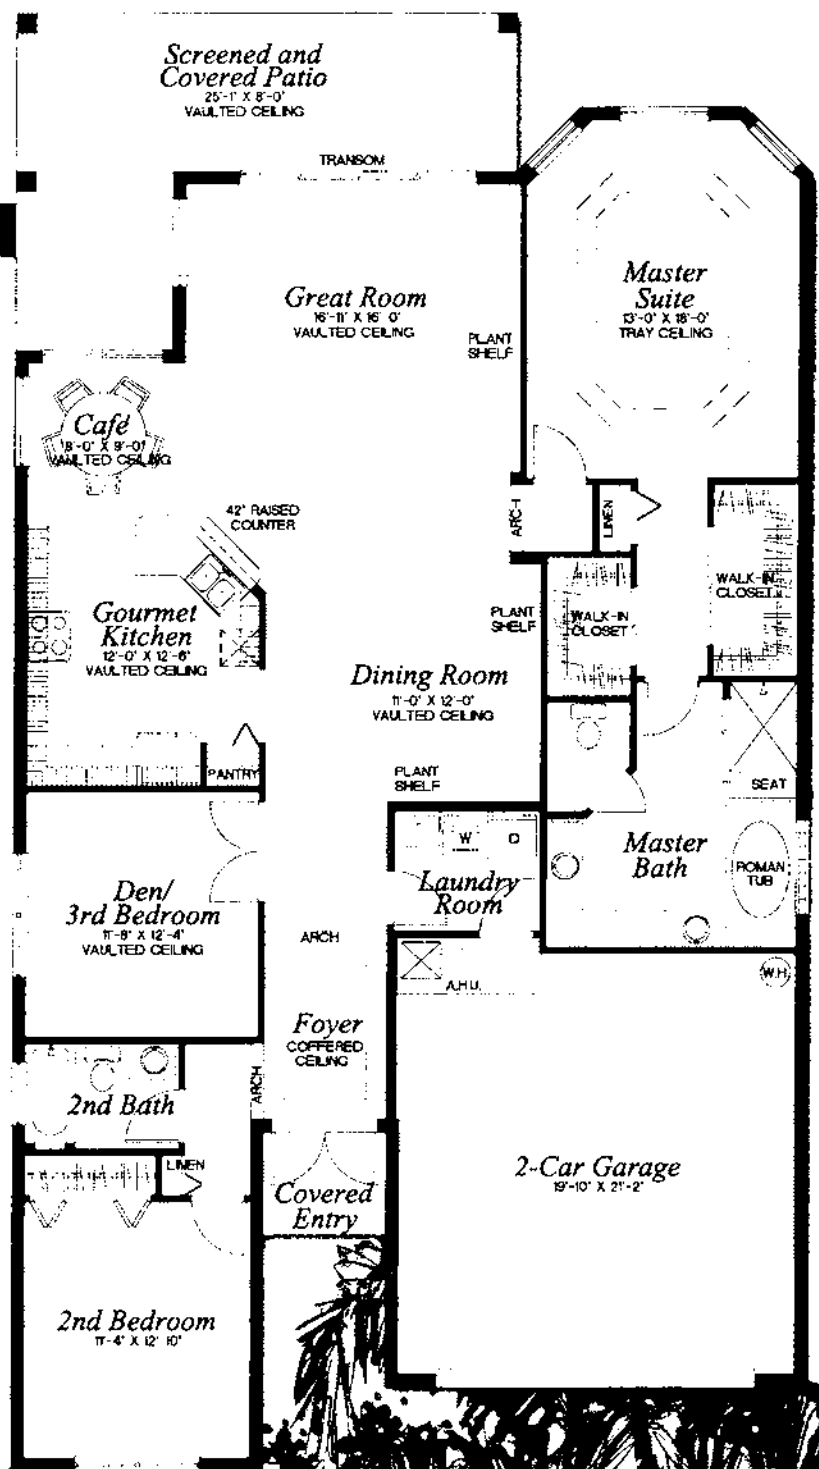 Screened and
Covered Patio
25'-1" X 8'-0"
VAULTED CEILING
TRANSOM
Great Room
16'-11" X 16' 0"
VAULTED CEILING
PLANT
SHELF
Master
Suite
13'-0" X 18'-0"
TRAY CEILING
Café
8'-0" X 9'-0"
VAULTED CEILING
42" RAISED
COUNTER
ARCH
LINEN
WALK-IN
CLOSET
WALK-IN
CLOSET
Gourmet
Kitchen
12'-0" X 12'-6"
VAULTED CEILING
PLANT
SHELF
Dining Room
11'-0" X 12'-0"
VAULTED CEILING
PANTRY
PLANT
SHELF
SEAT
W
D
Master
Bath
ROMAN
TUB
Laundry
Room
Den/
3rd Bedroom
11'-8" X 12'-4"
VAULTED CEILING
ARCH
A.H.U.
W.H
Foyer
COFFERED
CEILING
ARCH
2nd Bath
LINEN
2-Car Garage
19'-10" X 21'-2"
Covered
Entry
2nd Bedroom
11'-4" X 12' 10"